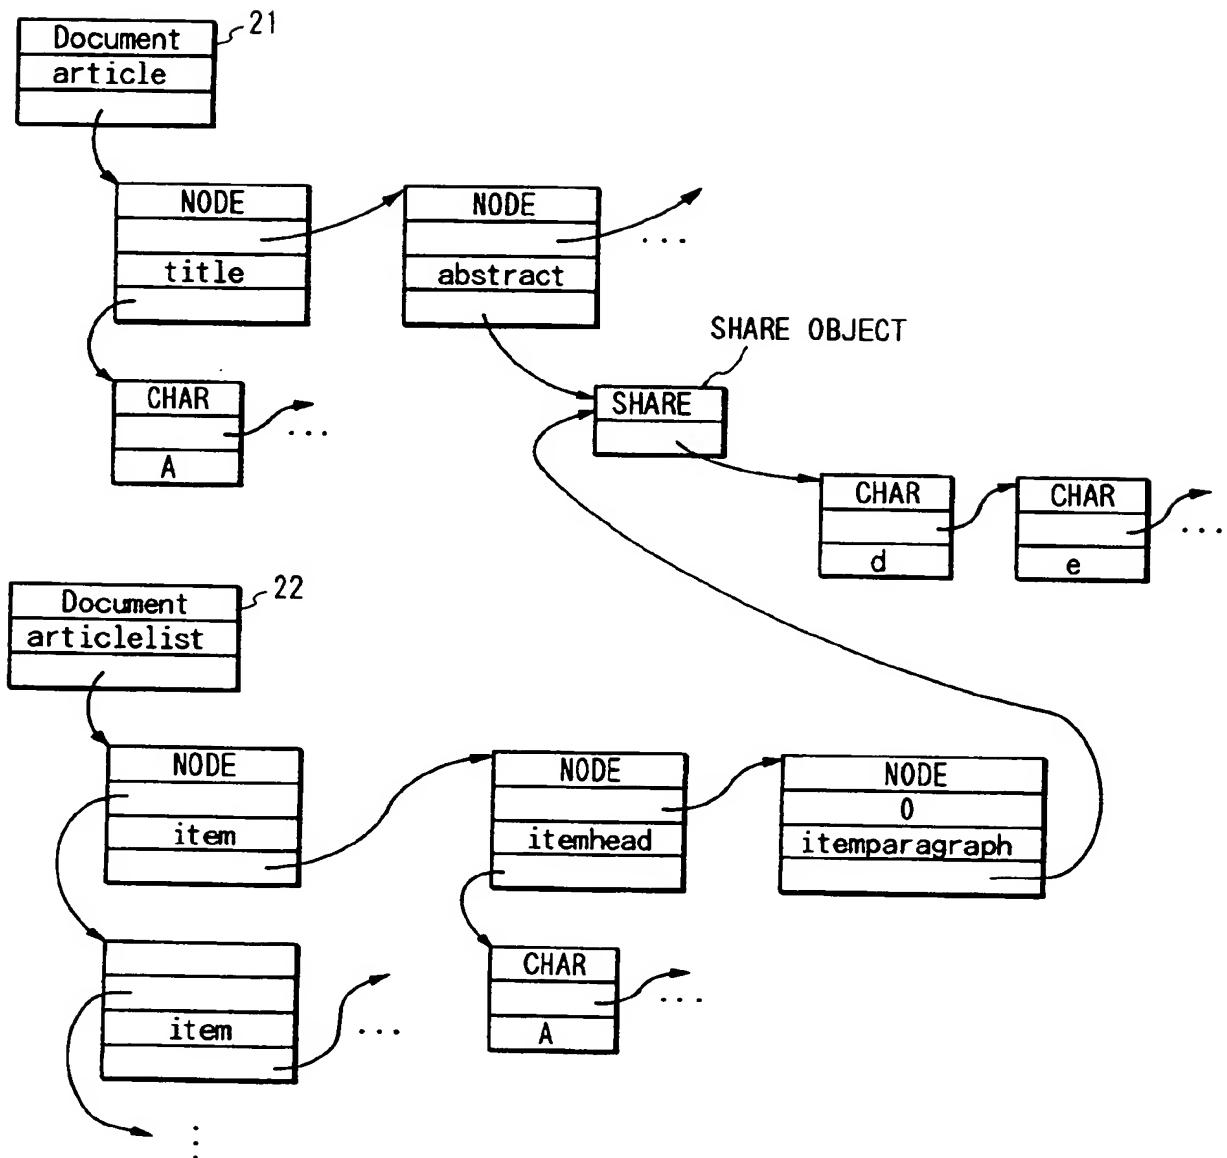 Document
21
article
NODE
NODE
...
title
abstract
SHARE OBJECT
CHAR
SHARE
...
A
CHAR
CHAR
...
d
e
Document
22
articlelist
NODE
NODE
NODE
0
item
itemhead
itemparagraph
CHAR
...
item
...
A
...